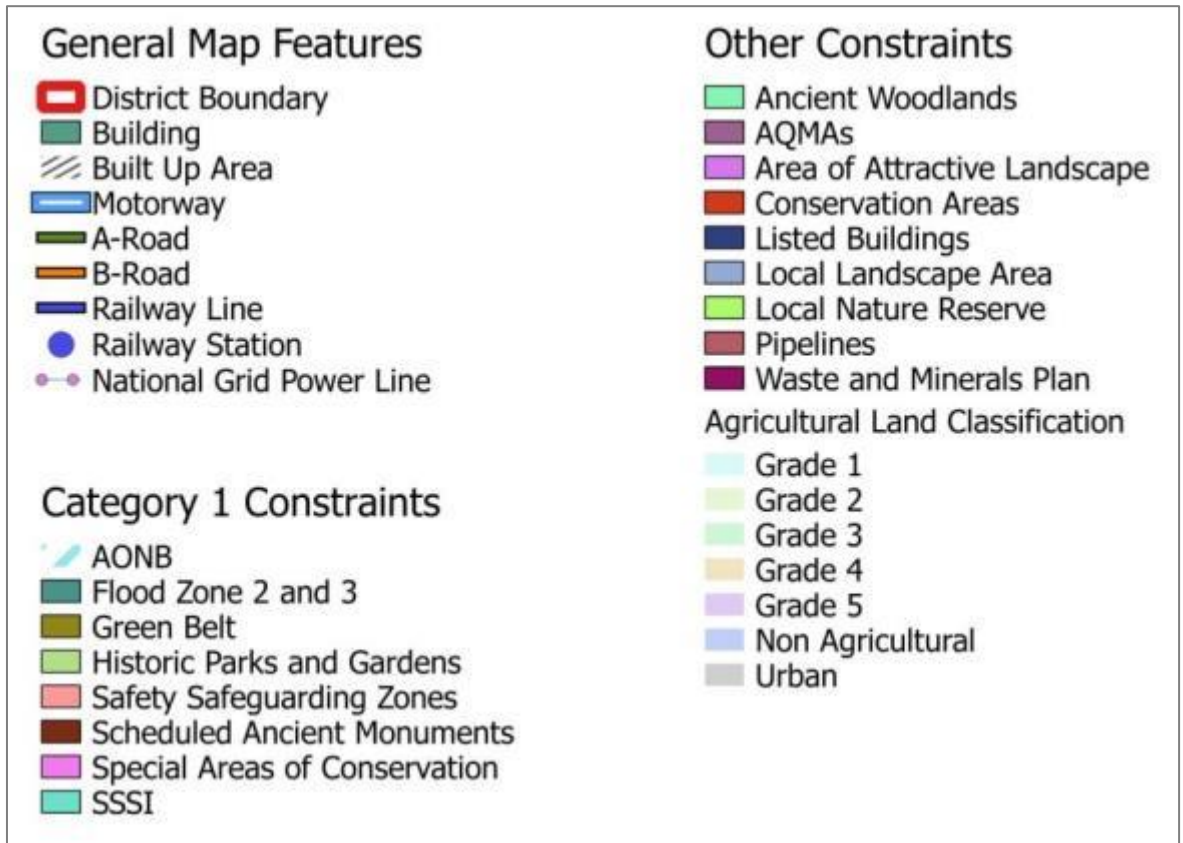 General Map Features
District Boundary
Building
Built Up Area
Motorway
A-Road
B-Road
Railway Line
Railway Station
National Grid Power Line
Category 1 Constraints
AONB
Flood Zone 2 and 3
Green Belt
Historic Parks and Gardens
Safety Safeguarding Zones
Scheduled Ancient Monuments
Special Areas of Conservation
SSSI
Other Constraints
Ancient Woodlands
AQMAs
Area of Attractive Landscape
Conservation Areas
Listed Buildings
Local Landscape Area
Local Nature Reserve
Pipelines
Waste and Minerals Plan
Agricultural Land Classification
Grade 1
Grade 2
Grade 3
Grade 4
Grade 5
Non Agricultural
Urban